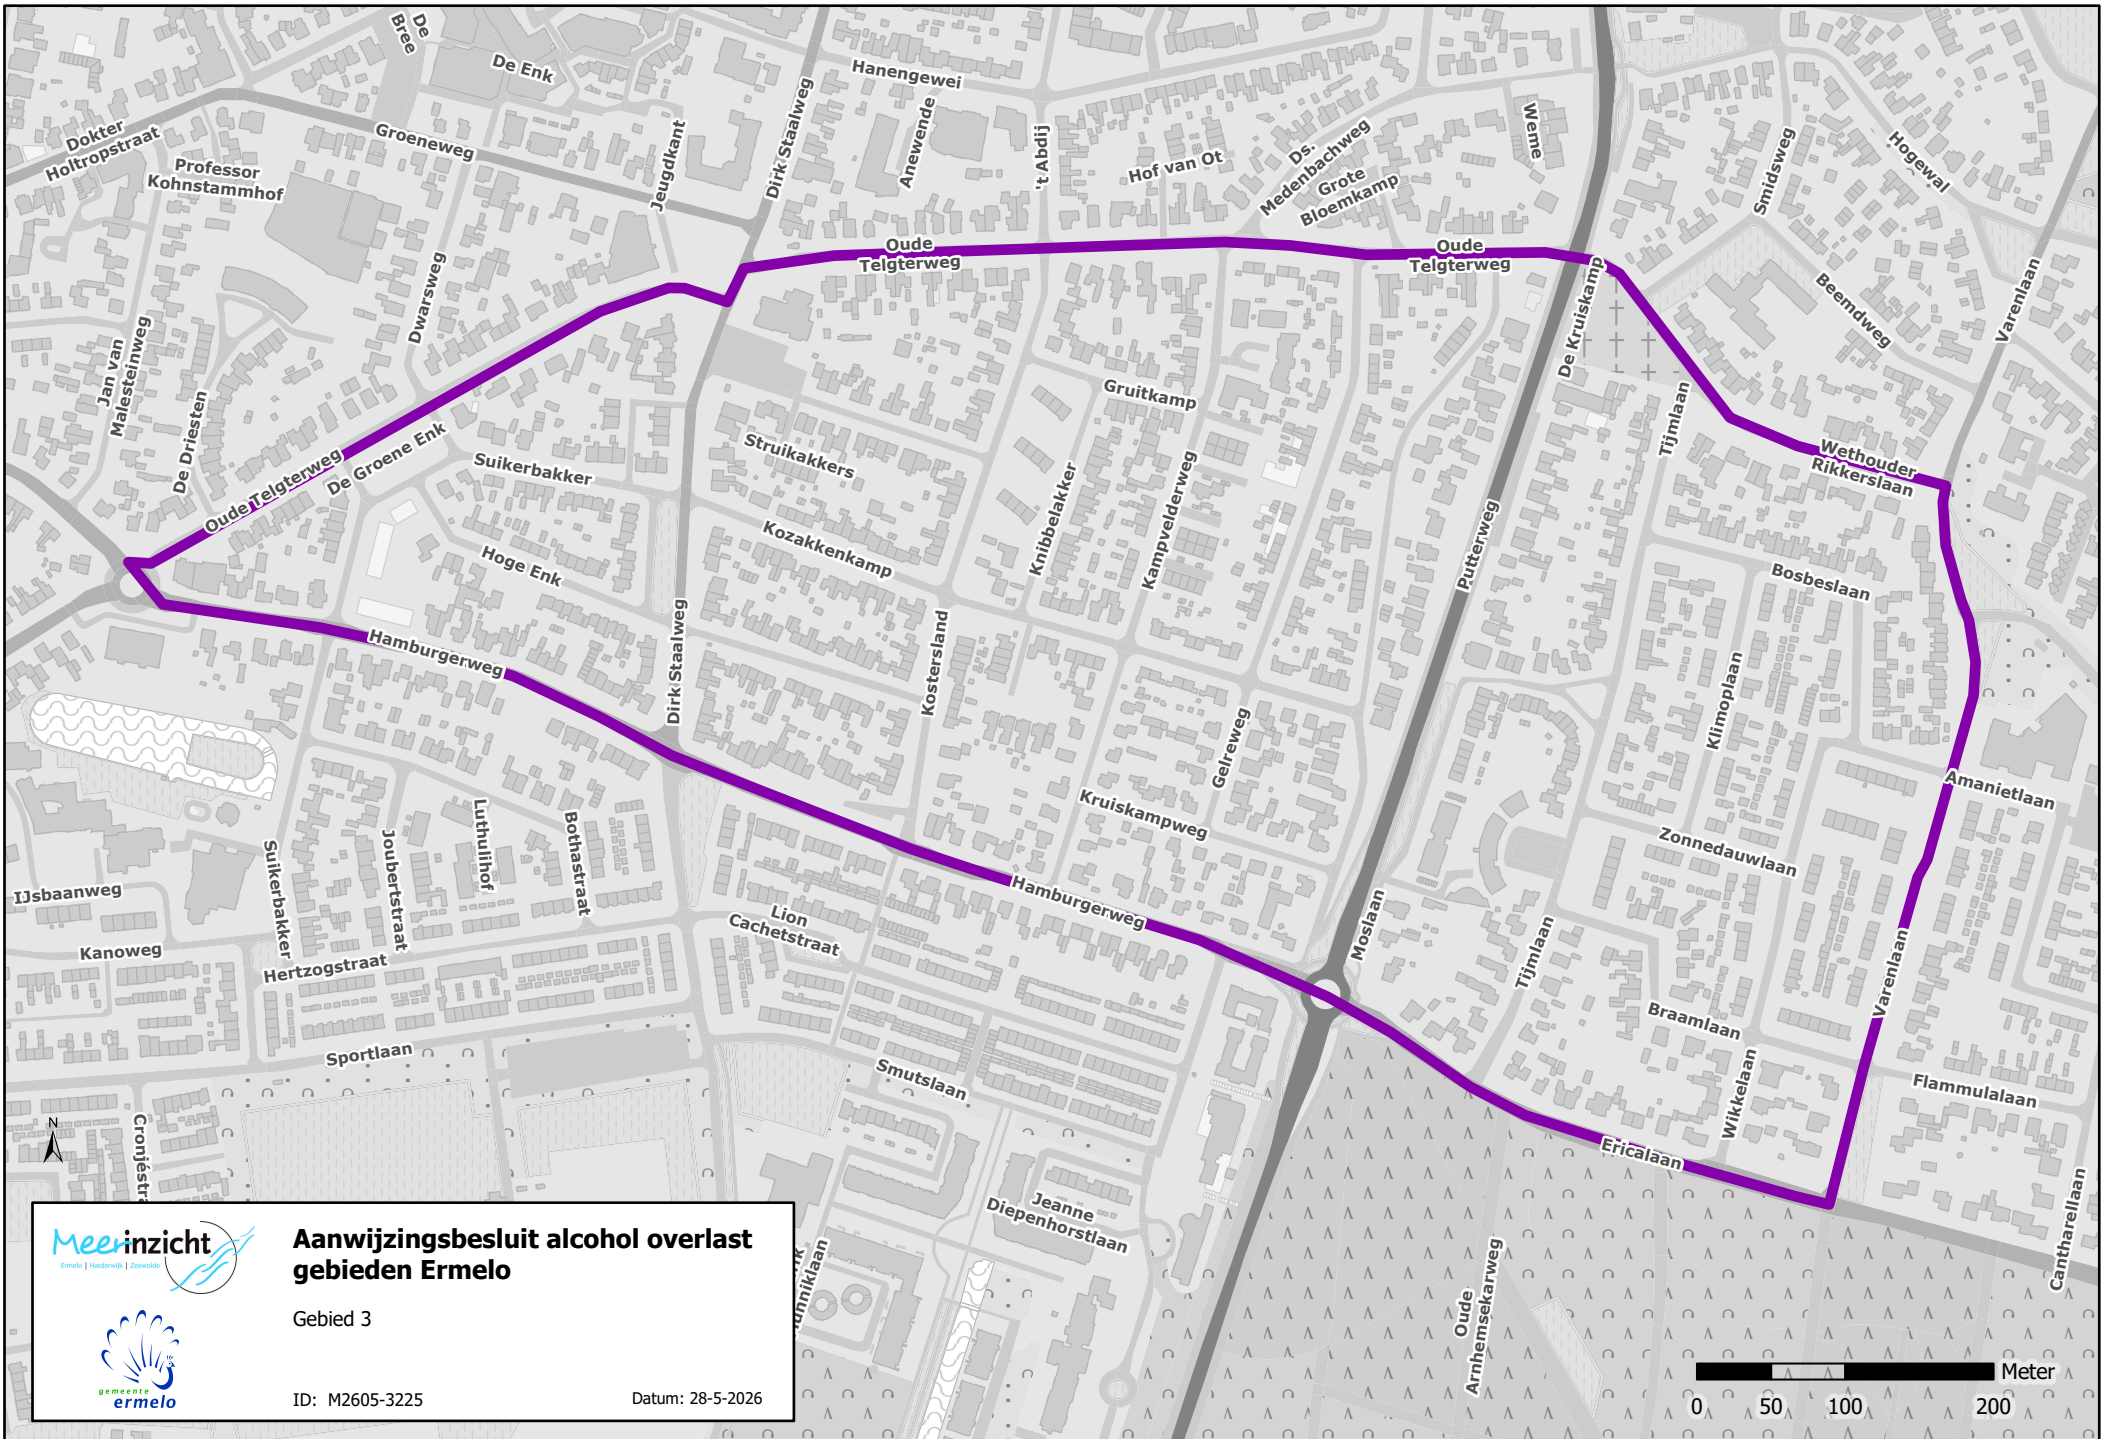 De
Bree
De Enk
Hanengewei
Dokter
Holtropstraat
Groeneweg
Professor
Kohnstammhof
Jeugdkant
Dirk Staalweg
Anewende
't Abdij
Hof van Ot
Ds.
Medenbachweg
Grote
Bloemkamp
Weme
Smidsweg
Hogewal
Oude
Telgterweg
Oude
Telgterweg
De Kruiskamp
Beemdweg
Varenlaan
Jan van
Malesteinweg
Dwarsweg
De Driesten
Oude Telgterweg
De Groene Enk
Suikerbakker
Struikakkers
Gruitkamp
Knibbelakker
Kampvelderweg
Tijmlaan
Wethouder
Rikkerslaan
Hoge Enk
Kozakkenkamp
Putterweg
Bosbeslaan
Hamburgerweg
Dirk Staalweg
Kostersland
Gelreweg
Klimoplaan
Amanietlaan
Kruiskampweg
Zonnedauwlaan
Suikerbakker
Joubertstraat
Luthulihof
Bothastraat
IJsbaanweg
Kanoweg
Hertzogstraat
Lion
Cachetstraat
Hamburgerweg
Moslaan
Tijmlaan
Varenlaan
Braamlaan
Wikkelaan
Flammulalaan
Sportlaan
Smutslaan
Ericalaan
Cantharellaan
Jeanne
Diepenhorstlaan
Oude
Arnhemsekarweg
N
Meerinzicht
Ermelo | Harderwijk | Zeewolde
Aanwijzingsbesluit alcohol overlast
gebieden Ermelo
Gebied 3
gemeente
ermelo
ID: M2605-3225
Datum: 28-5-2026
Meter
0 50 100 200